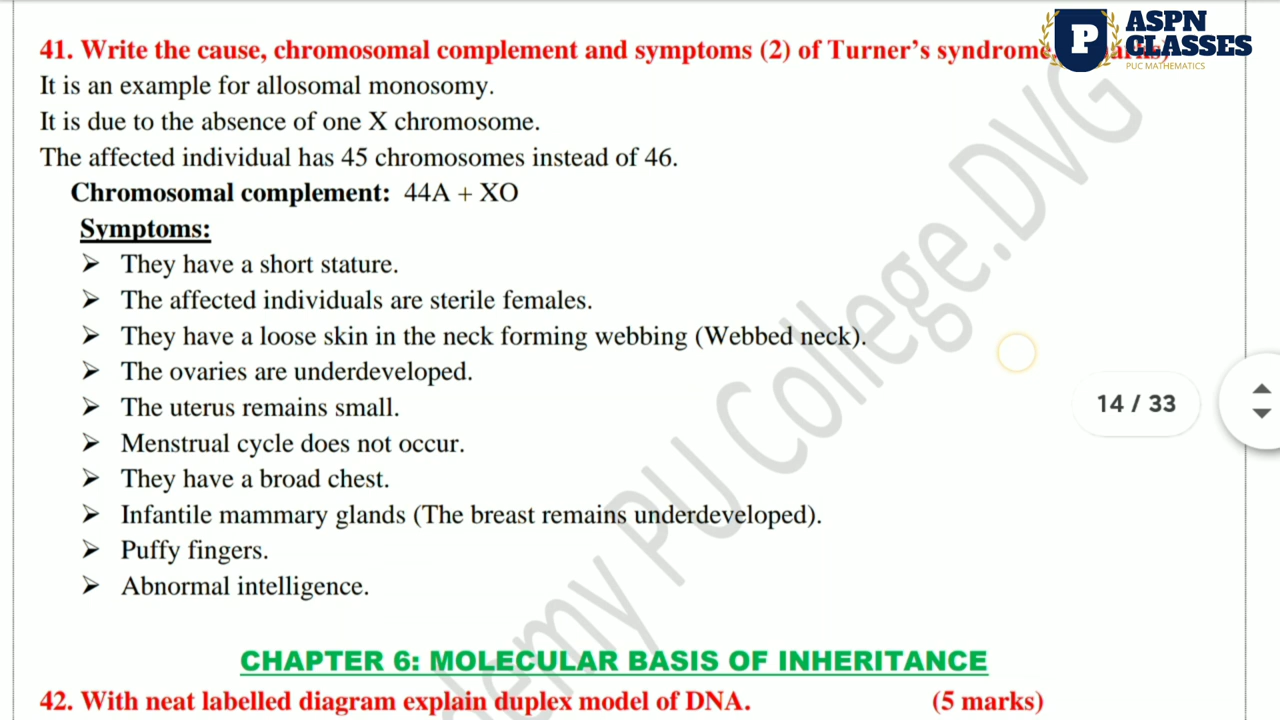 ASPN
CLASSES
PUC MATHEMATICS
P
41. Write the cause, chromosomal complement and symptoms (2) of Turner's syndrome
It is an example for allosomal monosomy.
It is due to the absence of one X chromosome.
The affected individual has 45 chromosomes instead of 46.
Chromosomal complement: 44A + XO
Symptoms:
➤ They have a short stature.
➤ The affected individuals are sterile females.
➤ They have a loose skin in the neck forming webbing (Webbed neck).
➤ The ovaries are underdeveloped.
➤ The uterus remains small.
➤ Menstrual cycle does not occur.
➤ They have a broad chest.
➤ Infantile mammary glands (The breast remains underdeveloped).
➤ Puffy fingers.
➤ Abnormal intelligence.
14 / 33
PU College.DVG
CHAPTER 6: MOLECULAR BASIS OF INHERITANCE
42. With neat labelled diagram explain duplex model of DNA. (5 marks)